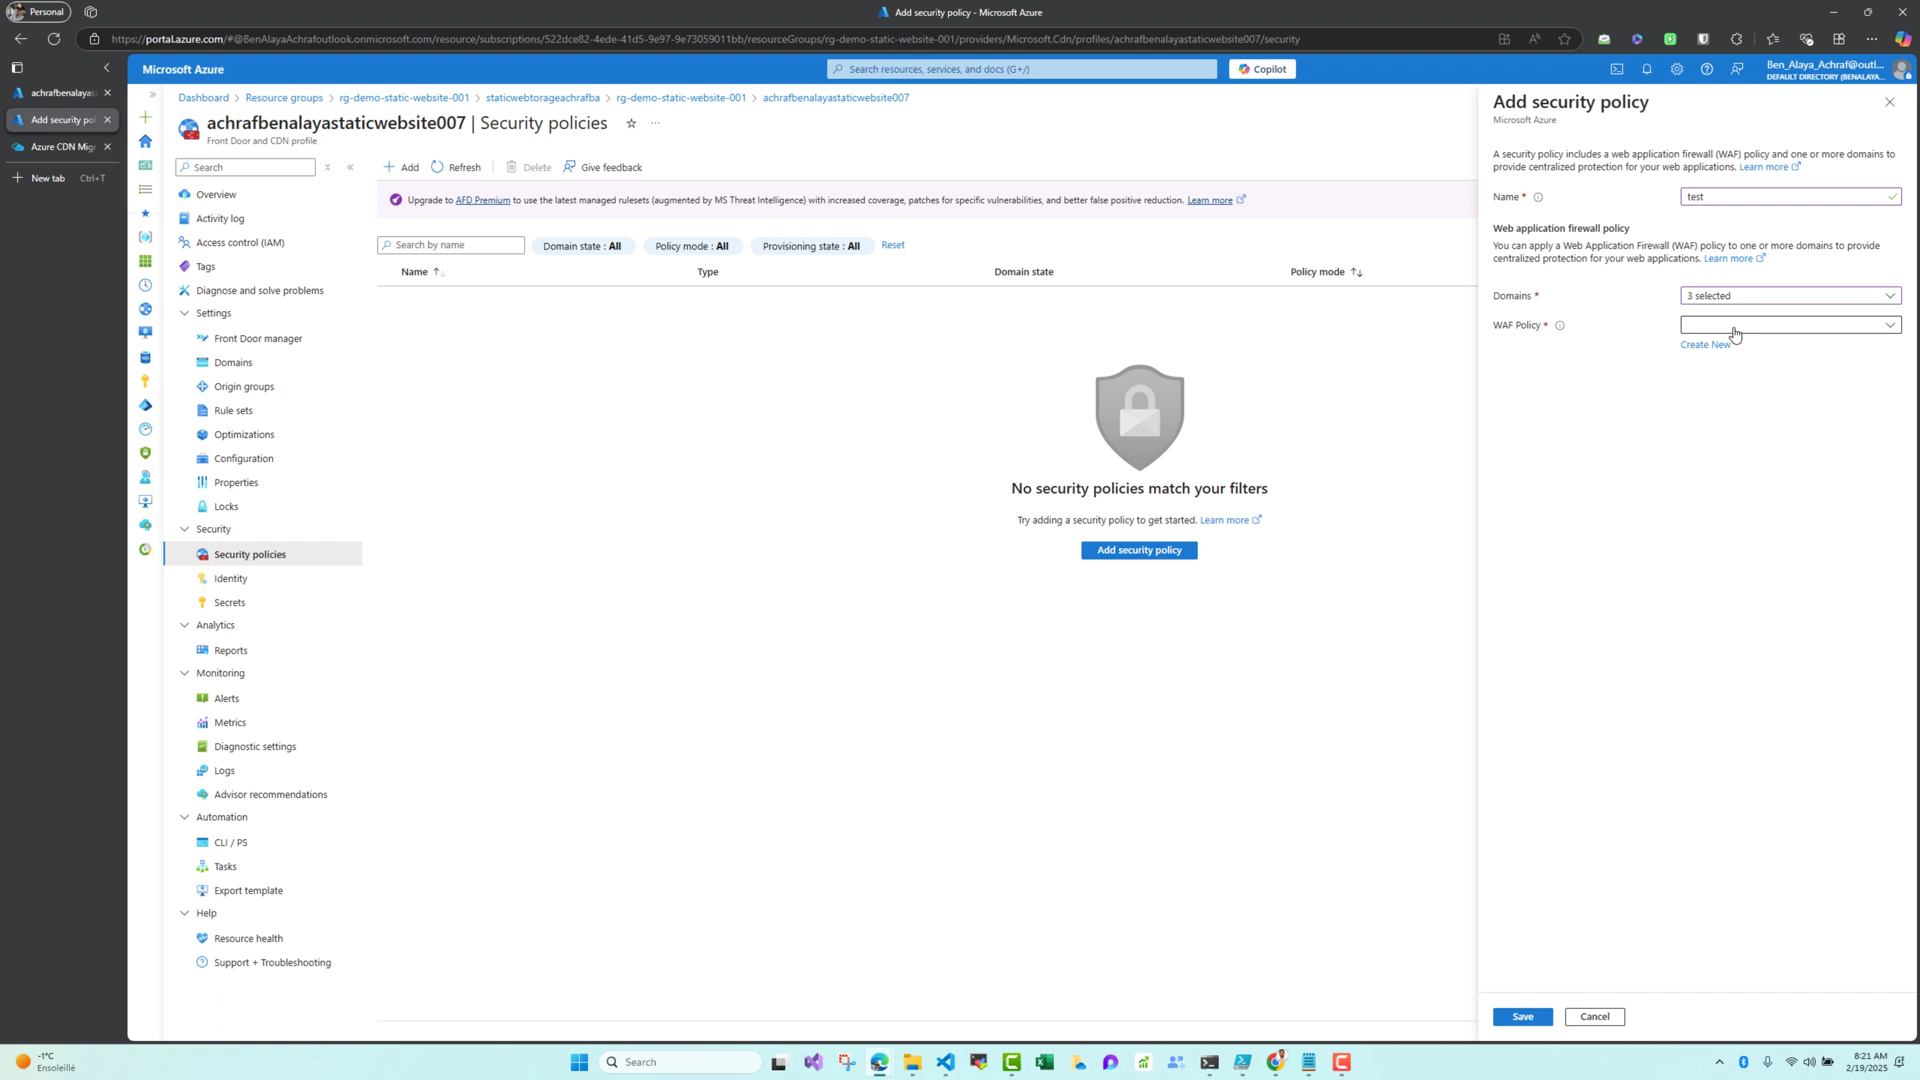 Personal
Add security policy - Microsoft Azure
https://portal.azure.com/#@BenAlayaAchrafoutlook.onmicrosoft.com/resource/subscriptions/522dce82-4ede-41d5-9e97-9e73059011bb/resourceGroups/rg-demo-static-website-001/providers/Microsoft.Cdn/profiles/achrafbenalayastaticwebsite007/security
achrafbenalaya
Add security pol
Azure CDN Mig
New tab Ctrl+T
Microsoft Azure
Search resources, services, and docs (G+/)
Copilot
Ben_Alaya_Achraf@outl...
DEFAULT DIRECTORY (BENALAYA...
Dashboard > Resource groups > rg-demo-static-website-001 > staticwebtorageachrafba > rg-demo-static-website-001 > achrafbenalayastaticwebsite007
achrafbenalayastaticwebsite007 | Security policies
Front Door and CDN profile
Search
Overview
Activity log
Access control (IAM)
Tags
Diagnose and solve problems
Settings
Front Door manager
Domains
Origin groups
Rule sets
Optimizations
Configuration
Properties
Locks
Security
Security policies
Identity
Secrets
Analytics
Reports
Monitoring
Alerts
Metrics
Diagnostic settings
Logs
Advisor recommendations
Automation
CLI / PS
Tasks
Export template
Help
Resource health
Support + Troubleshooting
Add Refresh Delete Give feedback
Upgrade to AFD Premium to use the latest managed rulesets (augmented by MS Threat Intelligence) with increased coverage, patches for specific vulnerabilities, and better false positive reduction. Learn more
Search by name
Domain state : All
Policy mode : All
Provisioning state : All
Reset
Name Type Domain state Policy mode
No security policies match your filters
Try adding a security policy to get started. Learn more
Add security policy
Add security policy
Microsoft Azure
A security policy includes a web application firewall (WAF) policy and one or more domains to
provide centralized protection for your web applications. Learn more
Name * test
Web application firewall policy
You can apply a Web Application Firewall (WAF) policy to one or more domains to provide
centralized protection for your web applications. Learn more
Domains * 3 selected
WAF Policy *
Create New
Save
Cancel
-1°C
Ensoleillé
Search
8:21 AM
2/19/2025